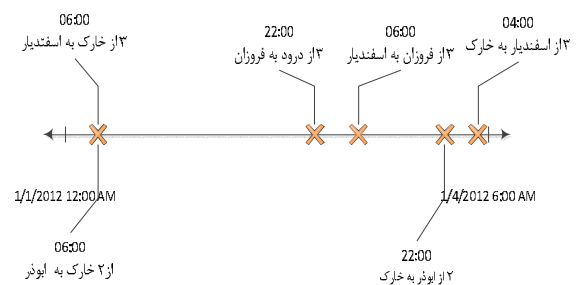 06:00
۳از خارک به اسفندیار
22:00
۳از درود به فروزان
06:00
۳از فروزان به اسفندیار
04:00
۳از اسفندیار به خارک
1/1/2012 12:00 AM
1/4/2012 6:00 AM
06:00
از۲ خارک به ابوذر
22:00
۲ از ابوذر به خارک